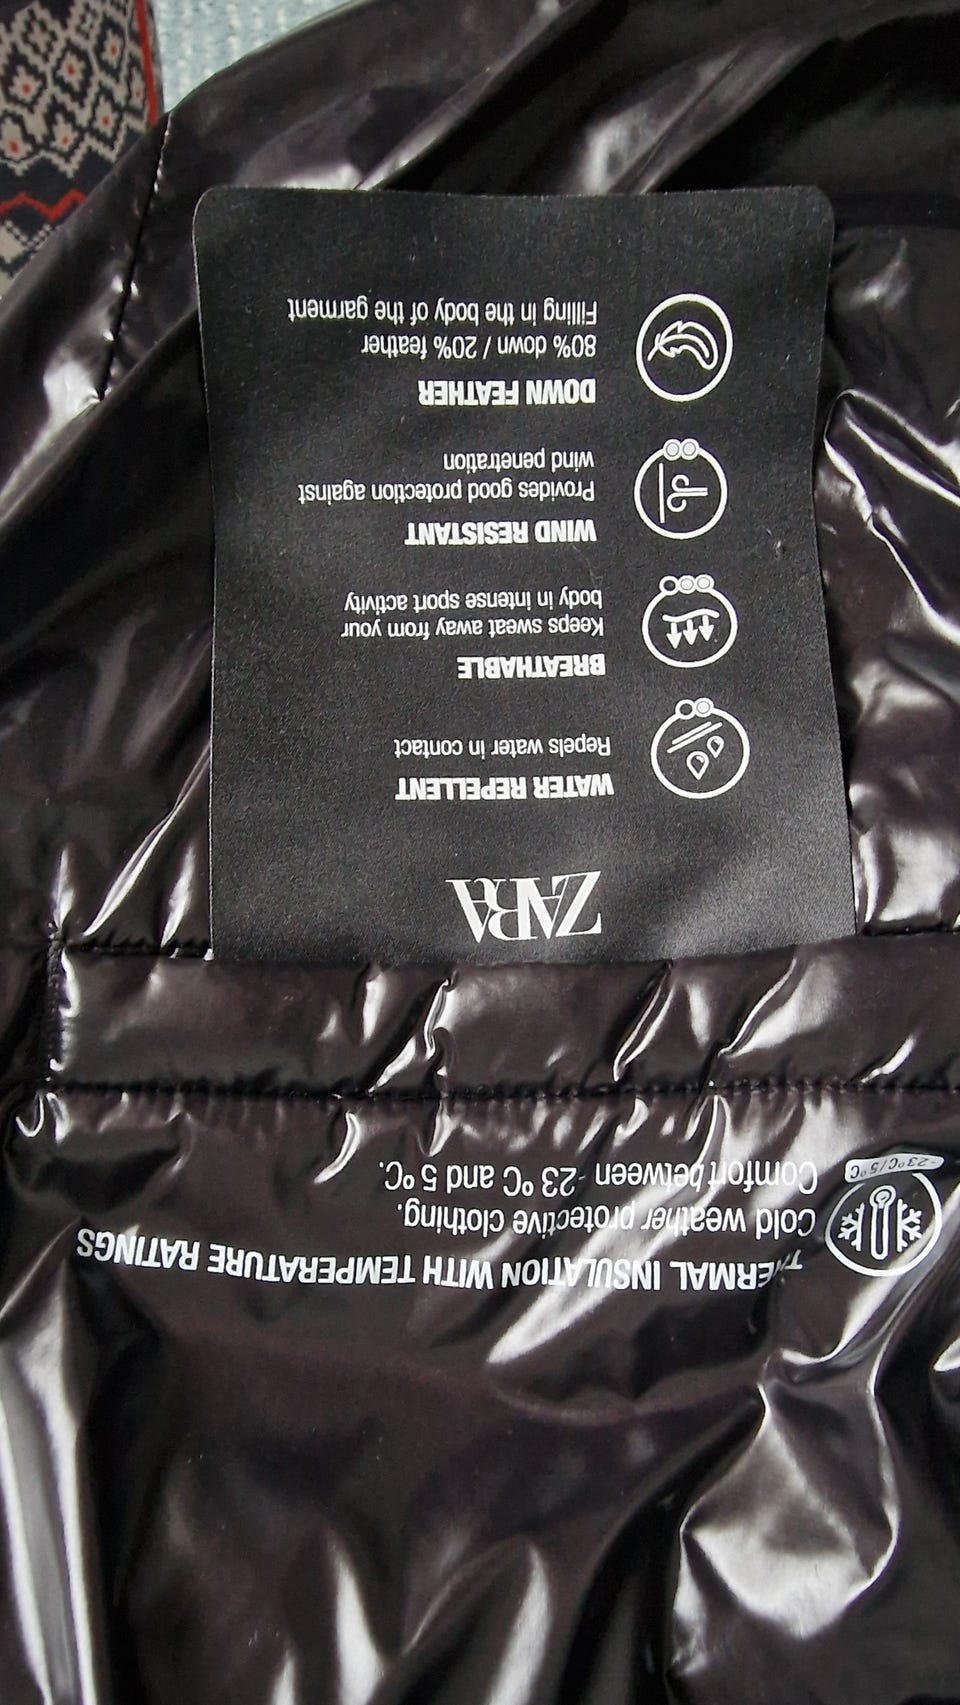 THERMAL INSULATION WITH TEMPERATURE RATINGS
Cold weather protective clothing.
Comfort between -23 ºC and 5 ºC.
-23ºC/5ºC
ZARA
WATER REPELLENT
Repels water in contact
BREATHABLE
Keeps sweat away from your
body in intense sport activity
WIND RESISTANT
Provides good protection against
wind penetration
DOWN FEATHER
80% down / 20% feather
Filling in the body of the garment